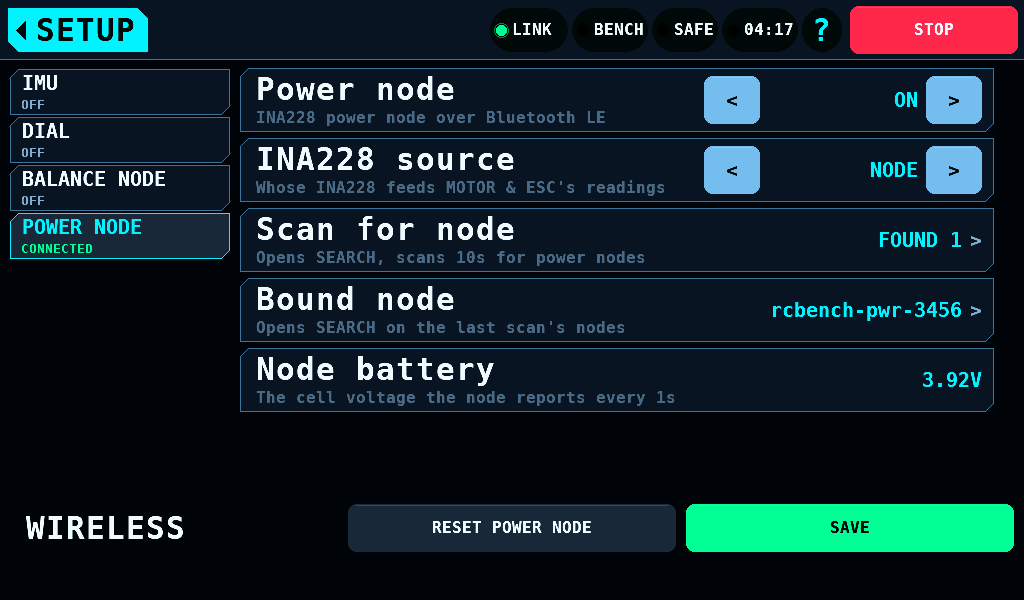 SETUP
LINK
BENCH
SAFE
04:17
?
STOP
IMU
OFF
DIAL
OFF
BALANCE NODE
OFF
POWER NODE
CONNECTED
Power node
INA228 power node over Bluetooth LE
<
ON
>
INA228 source
Whose INA228 feeds MOTOR & ESC's readings
<
NODE
>
Scan for node
Opens SEARCH, scans 10s for power nodes
FOUND 1 >
Bound node
Opens SEARCH on the last scan's nodes
rcbench-pwr-3456 >
Node battery
The cell voltage the node reports every 1s
3.92V
WIRELESS
RESET POWER NODE
SAVE